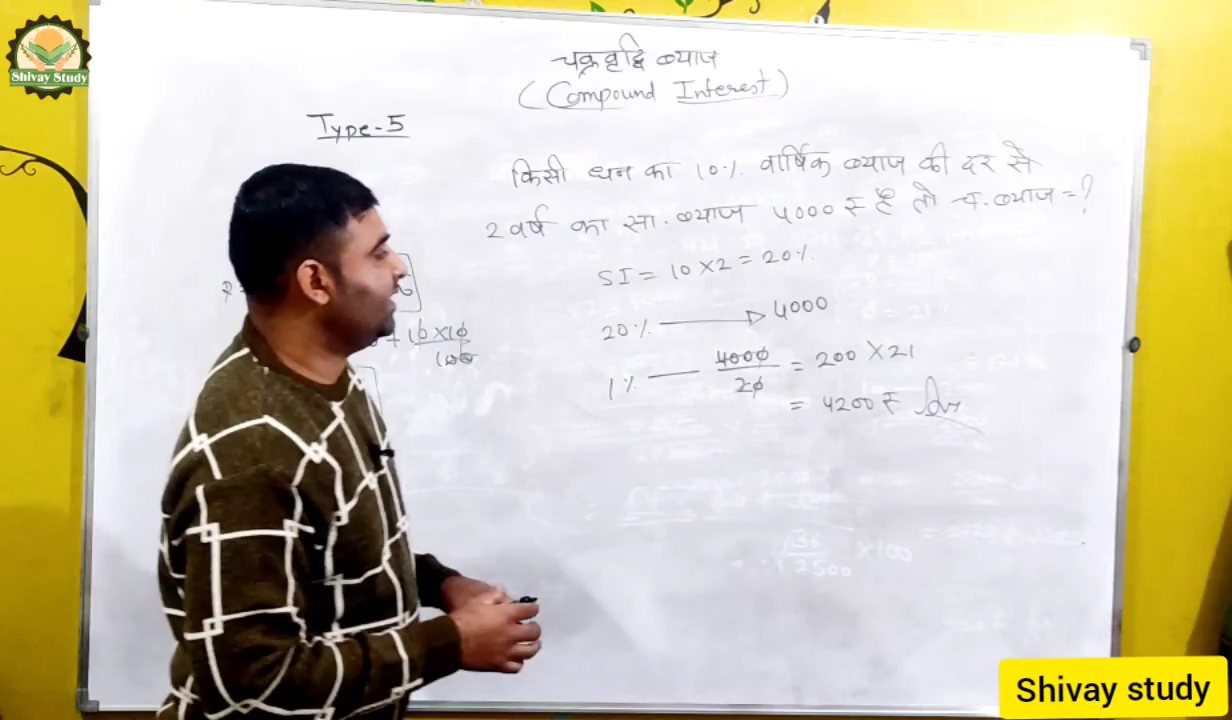 Shivay Study
चक्रवृद्धि ब्याज
(Compound Interest)
Type-5
किसी धन का 10% वार्षिक ब्याज की दर से
2 वर्ष का सा. ब्याज 4000 ₹ है तो च. ब्याज = ?
SI = 10 × 2 = 20%
20% → 4000
1% — 4000/20 = 200 × 21
= 4200 ₹ Ans
Shivay study